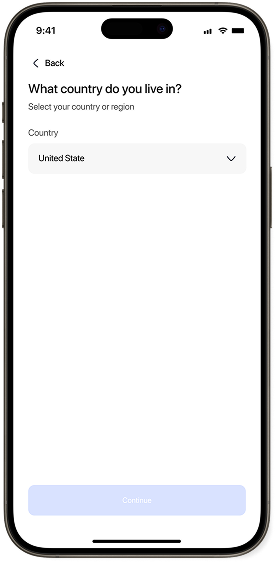 9:41
Back
What country do you live in?
Select your country or region
Country
United State
Continue